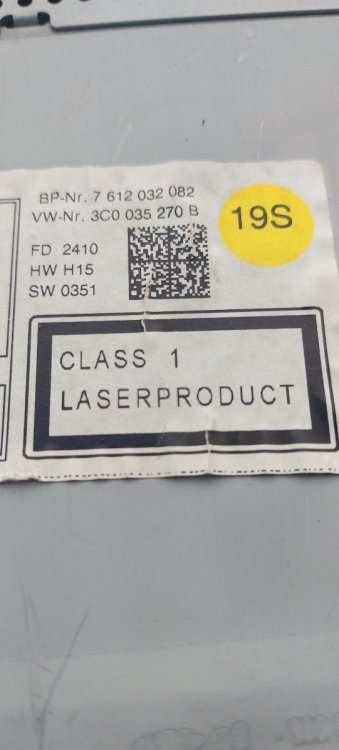 BP-Nr. 7 612 032 082
VW-Nr. 3C0 035 270 B
19S
FD 2410
HW H15
SW 0351
CLASS 1
LASERPRODUCT